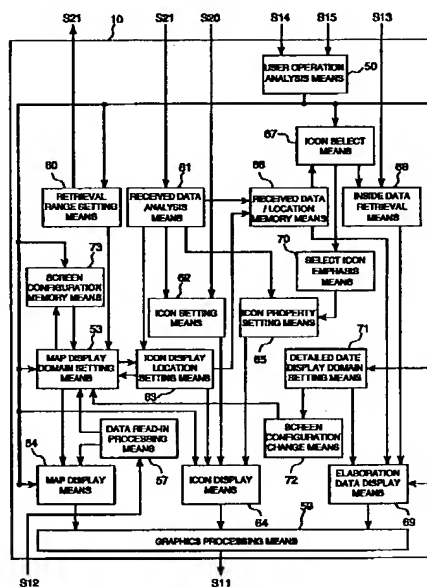 S21 10 S21 S20 S14 S15 S13
USER OPERATION
ANALYSIS MEANS
50
67
ICON SELECT
MEANS
60
61
66
68
RETRIEVAL
RANGE SETTING
MEANS
RECEIVED DATA
ANALYSIS MEANS
RECEIVED DATA
/ LOCATION
MEMORY MEANS
INSIDE DATA
RETRIEVAL MEANS
73
SCREEN
CONFIGURATION
MEMORY MEANS
62
ICON SETTING
MEANS
70
SELECT ICON
EMPHASIS
MEANS
53
MAP DISPLAY
DOMAIN SETTING
MEANS
ICON DISPLAY
LOCATION
SETTING MEANS
63
ICON PROPERTY
SETTING MEANS
65
71
DETAILED DATE
DISPLAY DOMAIN
SETTING MEANS
DATA READ-IN
PROCESSING
MEANS
57
SCREEN
CONFIGURATION
CHANGE MEANS
72
54
MAP DISPLAY
MEANS
ICON DISPLAY
MEANS
64
ELABORATION
DATA DISPLAY
MEANS
69
59
GRAPHICS PROCESSING MEANS
S12 S11